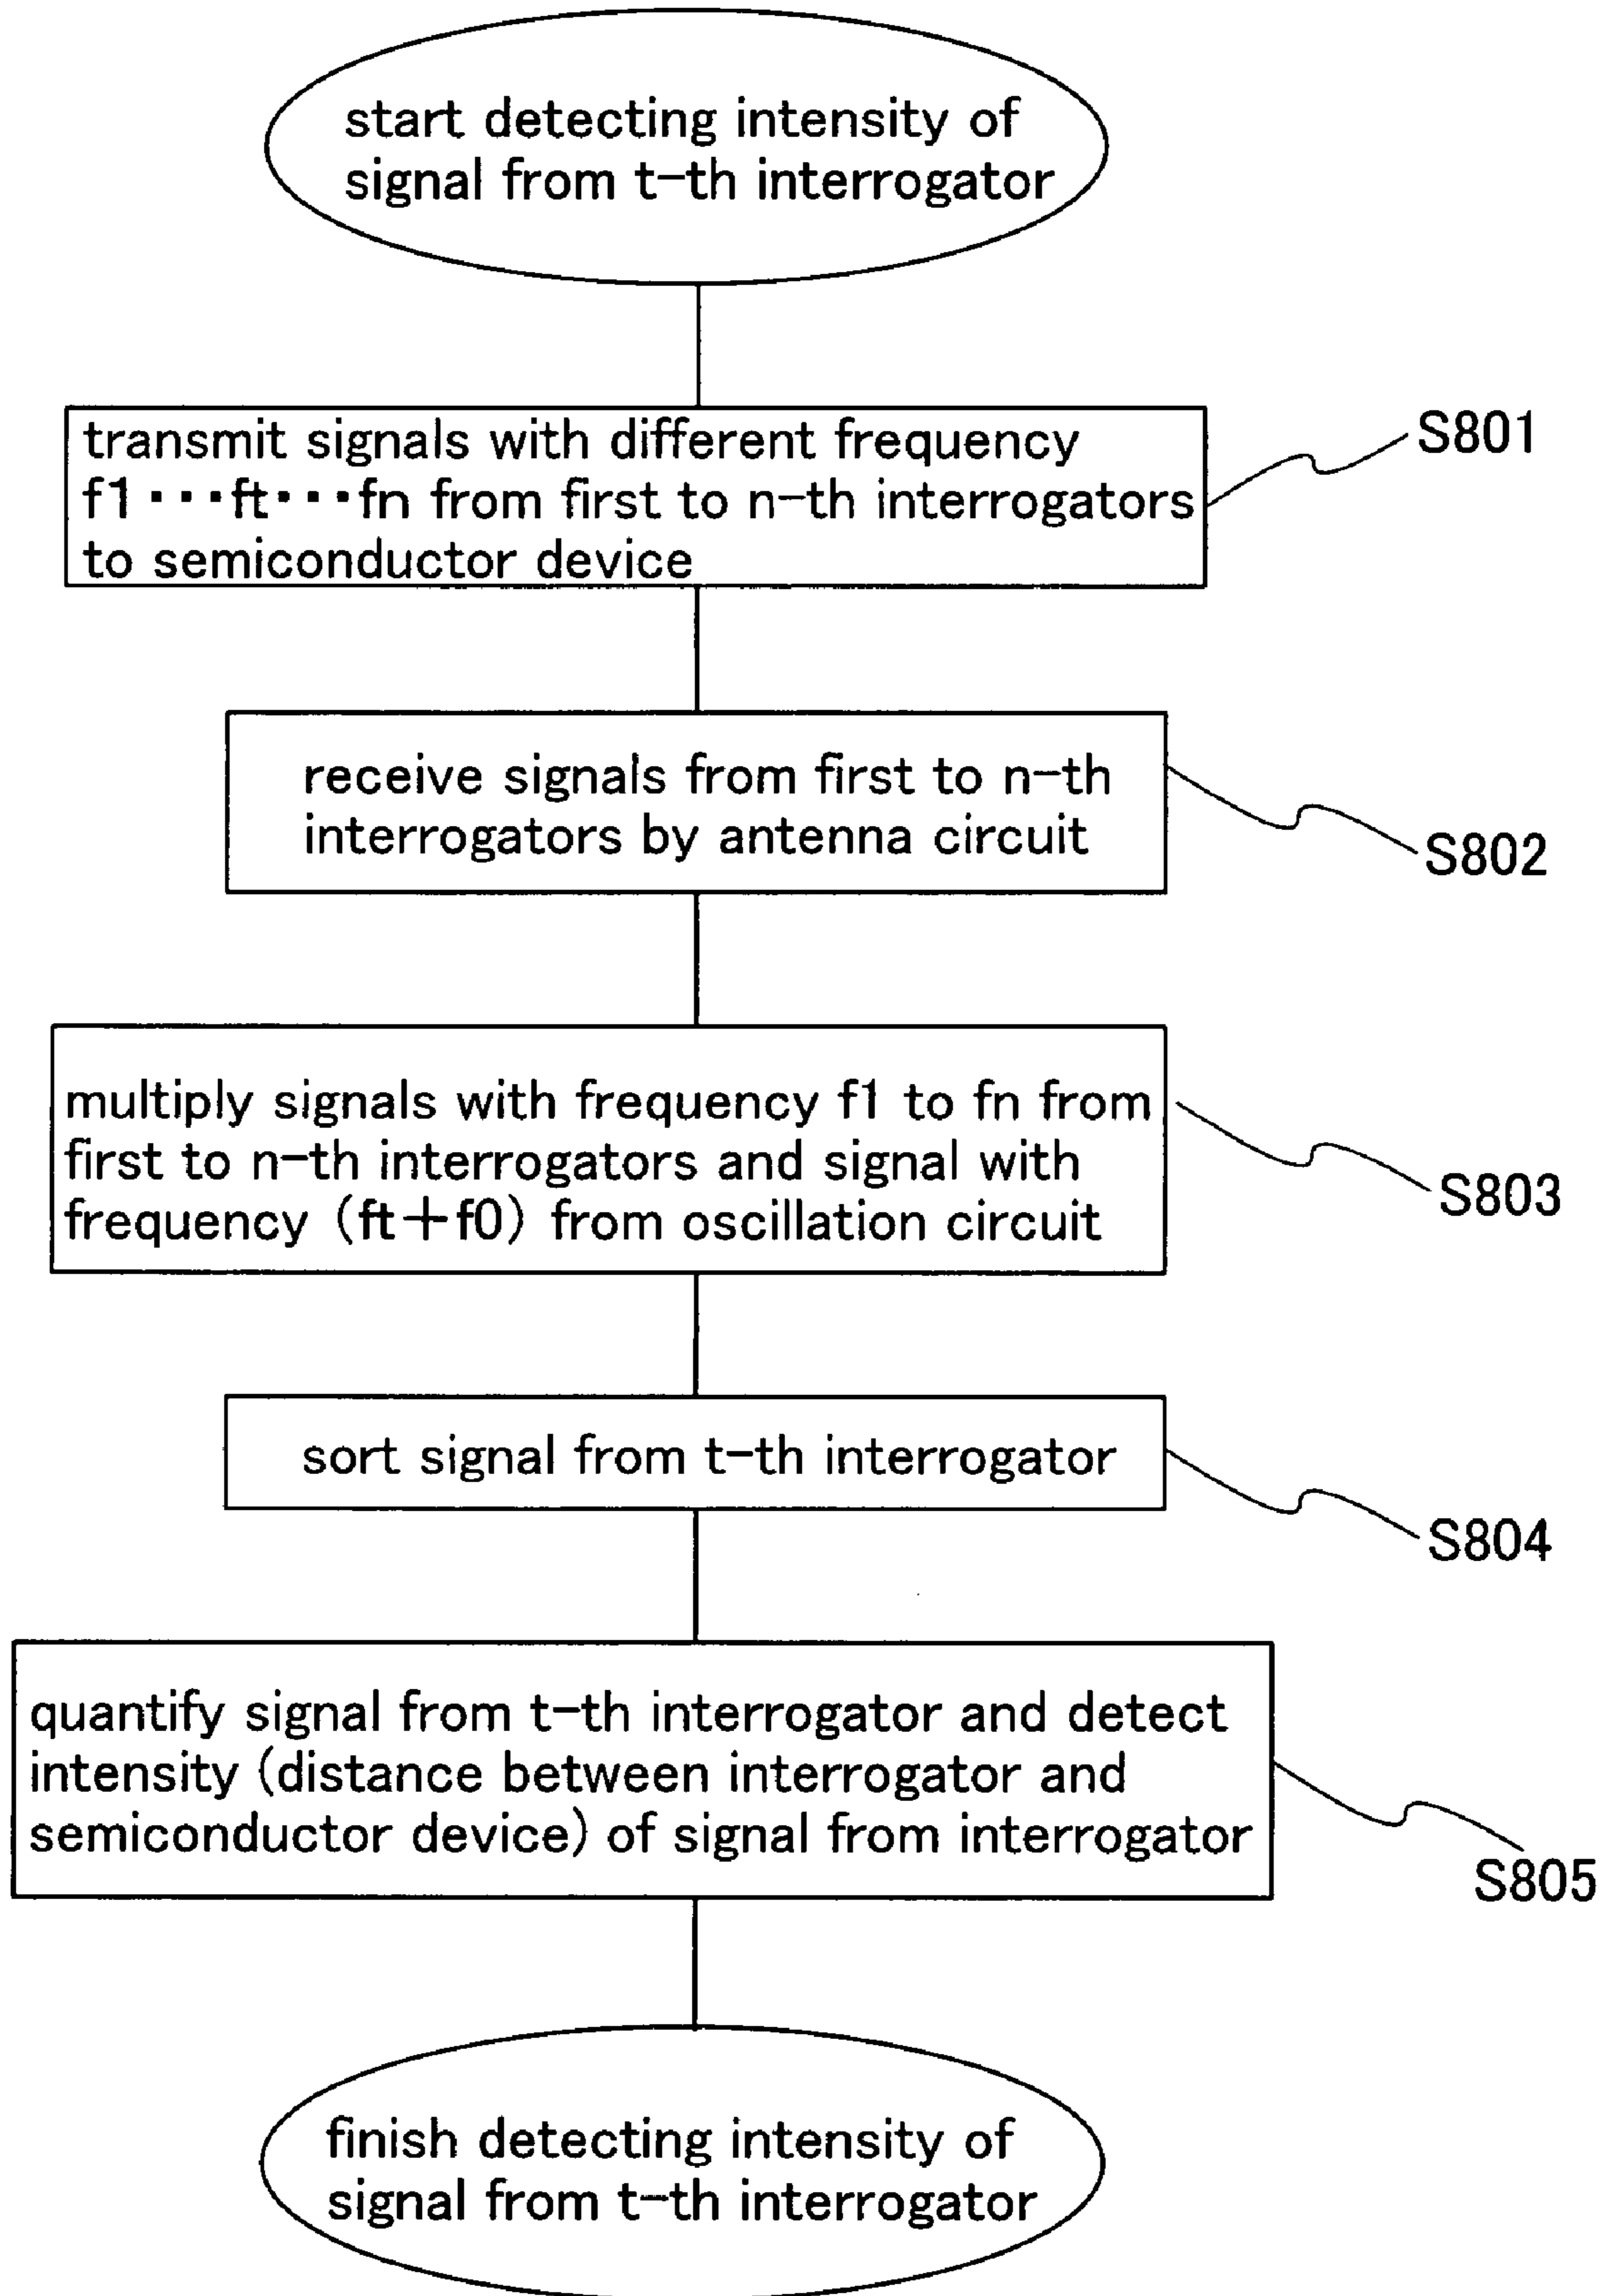 start detecting intensity of
signal from t-th interrogator
transmit signals with different frequency
f1 ･･･ft･･･fn from first to n-th interrogators
to semiconductor device
S801
receive signals from first to n-th
interrogators by antenna circuit
S802
multiply signals with frequency f1 to fn from
first to n-th interrogators and signal with
frequency (ft+f0) from oscillation circuit
S803
sort signal from t-th interrogator
S804
quantify signal from t-th interrogator and detect
intensity (distance between interrogator and
semiconductor device) of signal from interrogator
S805
finish detecting intensity of
signal from t-th interrogator